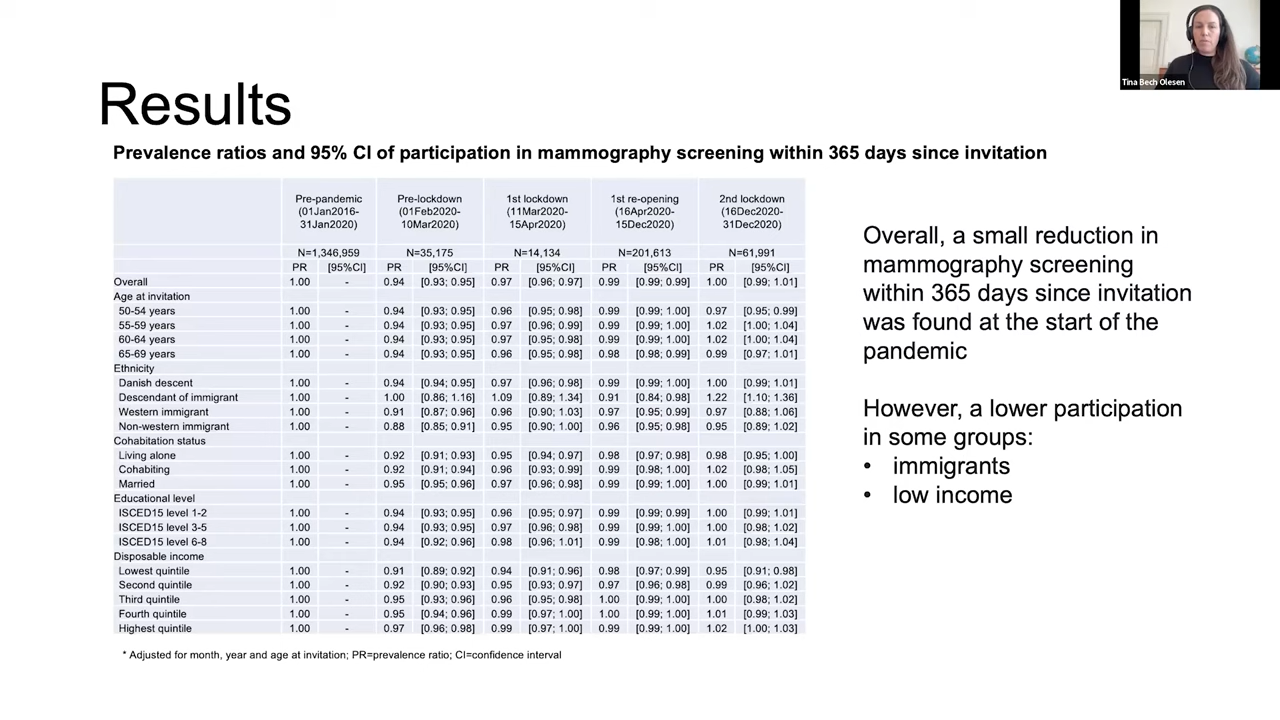 Tina Bech Olesen
Results
Prevalence ratios and 95% CI of participation in mammography screening within 365 days since invitation
Pre-pandemic (01Jan2016-31Jan2020) Pre-lockdown (01Feb2020-10Mar2020) 1st lockdown (11Mar2020-15Apr2020) 1st re-opening (16Apr2020-15Dec2020) 2nd lockdown (16Dec2020-31Dec2020)
N=1,346,959 N=35,175 N=14,134 N=201,613 N=61,991
PR [95%CI] PR [95%CI] PR [95%CI] PR [95%CI] PR [95%CI]
Overall 1.00 - 0.94 [0.93; 0.95] 0.97 [0.96; 0.97] 0.99 [0.99; 0.99] 1.00 [0.99; 1.01]
Age at invitation
50-54 years 1.00 - 0.94 [0.93; 0.95] 0.96 [0.95; 0.98] 0.99 [0.99; 1.00] 0.97 [0.95; 0.99]
55-59 years 1.00 - 0.94 [0.93; 0.95] 0.97 [0.96; 0.99] 0.99 [0.99; 1.00] 1.02 [1.00; 1.04]
60-64 years 1.00 - 0.94 [0.93; 0.95] 0.97 [0.95; 0.98] 0.99 [0.99; 1.00] 1.02 [1.00; 1.04]
65-69 years 1.00 - 0.94 [0.93; 0.95] 0.96 [0.95; 0.98] 0.98 [0.98; 0.99] 0.99 [0.97; 1.01]
Ethnicity
Danish descent 1.00 - 0.94 [0.94; 0.95] 0.97 [0.96; 0.98] 0.99 [0.99; 1.00] 1.00 [0.99; 1.01]
Descendant of immigrant 1.00 - 1.00 [0.86; 1.16] 1.09 [0.89; 1.34] 0.91 [0.84; 0.98] 1.22 [1.10; 1.36]
Western immigrant 1.00 - 0.91 [0.87; 0.96] 0.96 [0.90; 1.03] 0.97 [0.95; 0.99] 0.97 [0.88; 1.06]
Non-western immigrant 1.00 - 0.88 [0.85; 0.91] 0.95 [0.90; 1.00] 0.96 [0.95; 0.98] 0.95 [0.89; 1.02]
Cohabitation status
Living alone 1.00 - 0.92 [0.91; 0.93] 0.95 [0.94; 0.97] 0.98 [0.97; 0.98] 0.98 [0.95; 1.00]
Cohabiting 1.00 - 0.92 [0.91; 0.94] 0.96 [0.93; 0.99] 0.99 [0.98; 1.00] 1.02 [0.98; 1.05]
Married 1.00 - 0.95 [0.95; 0.96] 0.97 [0.96; 0.98] 0.99 [0.99; 1.00] 1.00 [0.99; 1.01]
Educational level
ISCED15 level 1-2 1.00 - 0.94 [0.93; 0.95] 0.96 [0.95; 0.97] 0.99 [0.99; 0.99] 1.00 [0.99; 1.01]
ISCED15 level 3-5 1.00 - 0.94 [0.93; 0.95] 0.97 [0.96; 0.98] 0.99 [0.99; 1.00] 1.00 [0.98; 1.02]
ISCED15 level 6-8 1.00 - 0.94 [0.92; 0.96] 0.98 [0.96; 1.01] 0.99 [0.98; 1.00] 1.01 [0.98; 1.04]
Disposable income
Lowest quintile 1.00 - 0.91 [0.89; 0.92] 0.94 [0.91; 0.96] 0.98 [0.97; 0.99] 0.95 [0.91; 0.98]
Second quintile 1.00 - 0.92 [0.90; 0.93] 0.95 [0.93; 0.97] 0.97 [0.96; 0.98] 0.99 [0.96; 1.02]
Third quintile 1.00 - 0.95 [0.93; 0.96] 0.96 [0.95; 0.98] 1.00 [0.99; 1.00] 1.00 [0.98; 1.02]
Fourth quintile 1.00 - 0.95 [0.94; 0.96] 0.99 [0.97; 1.00] 1.00 [0.99; 1.00] 1.01 [0.99; 1.03]
Highest quintile 1.00 - 0.97 [0.96; 0.98] 0.99 [0.97; 1.00] 0.99 [0.99; 1.00] 1.02 [1.00; 1.03]
* Adjusted for month, year and age at invitation; PR=prevalence ratio; CI=confidence interval
Overall, a small reduction in
mammography screening
within 365 days since invitation
was found at the start of the
pandemic
However, a lower participation
in some groups:
• immigrants
• low income